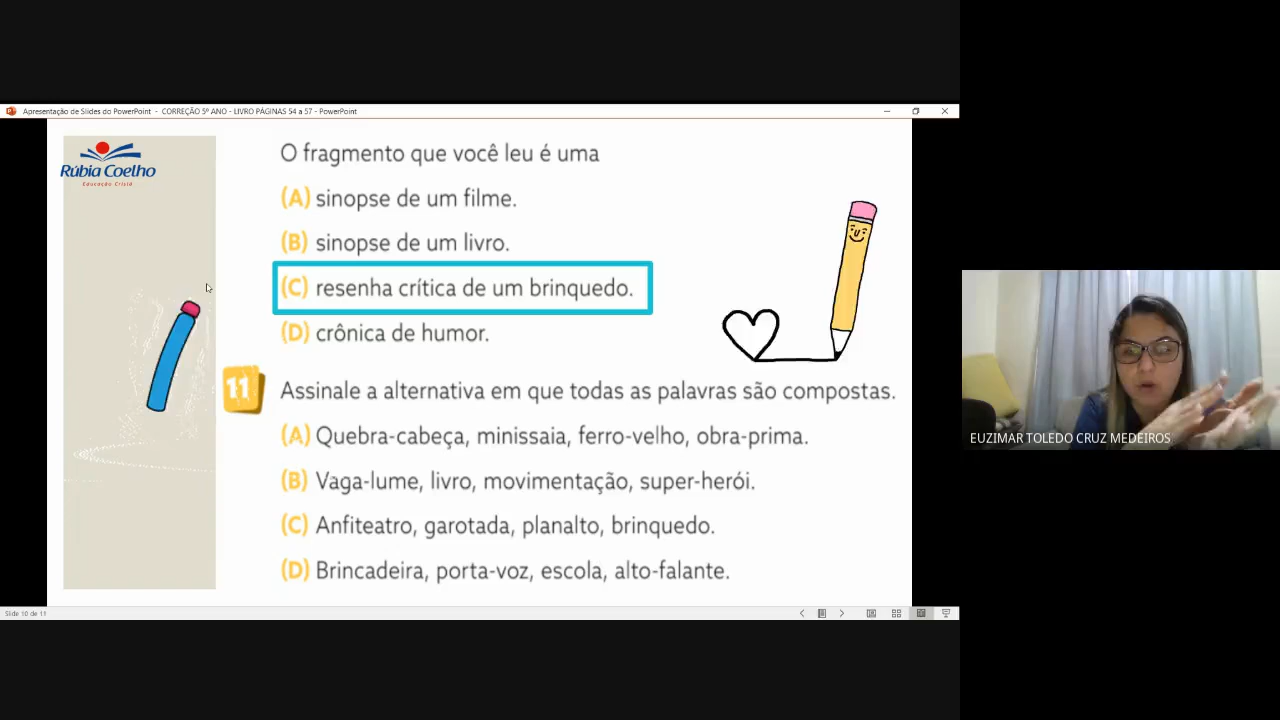 Apresentação de Slides do PowerPoint - CORREÇÃO 5º ANO - LIVRO PÁGINAS 54 a 57 - PowerPoint
Rúbia Coelho
Educação Cristã
O fragmento que você leu é uma
(A) sinopse de um filme.
(B) sinopse de um livro.
(C) resenha crítica de um brinquedo.
(D) crônica de humor.
11 Assinale a alternativa em que todas as palavras são compostas.
(A) Quebra-cabeça, minissaia, ferro-velho, obra-prima.
(B) Vaga-lume, livro, movimentação, super-herói.
(C) Anfiteatro, garotada, planalto, brinquedo.
(D) Brincadeira, porta-voz, escola, alto-falante.
Slide 10 de 11
EUZIMAR TOLEDO CRUZ MEDEIROS